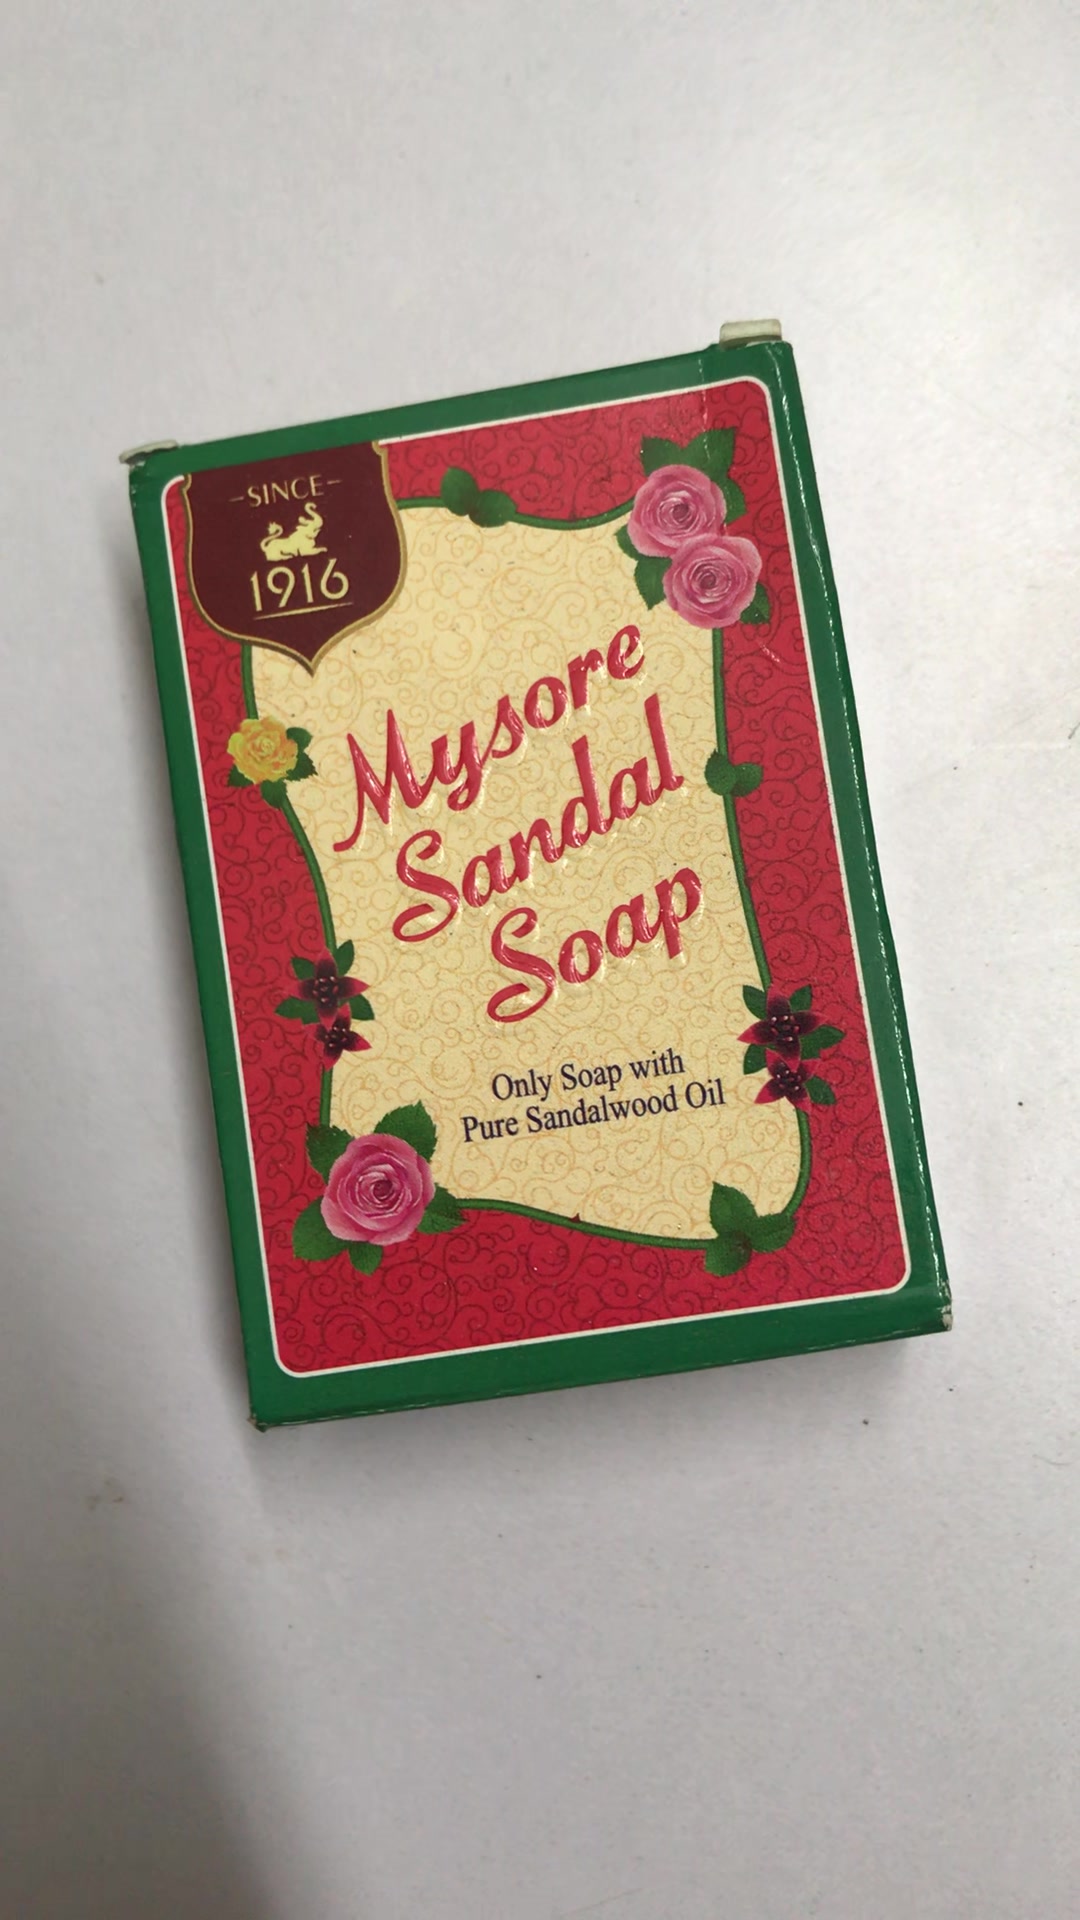 -SINCE-
1916
Mysore
Sandal
Soap
Only Soap with
Pure Sandalwood Oil